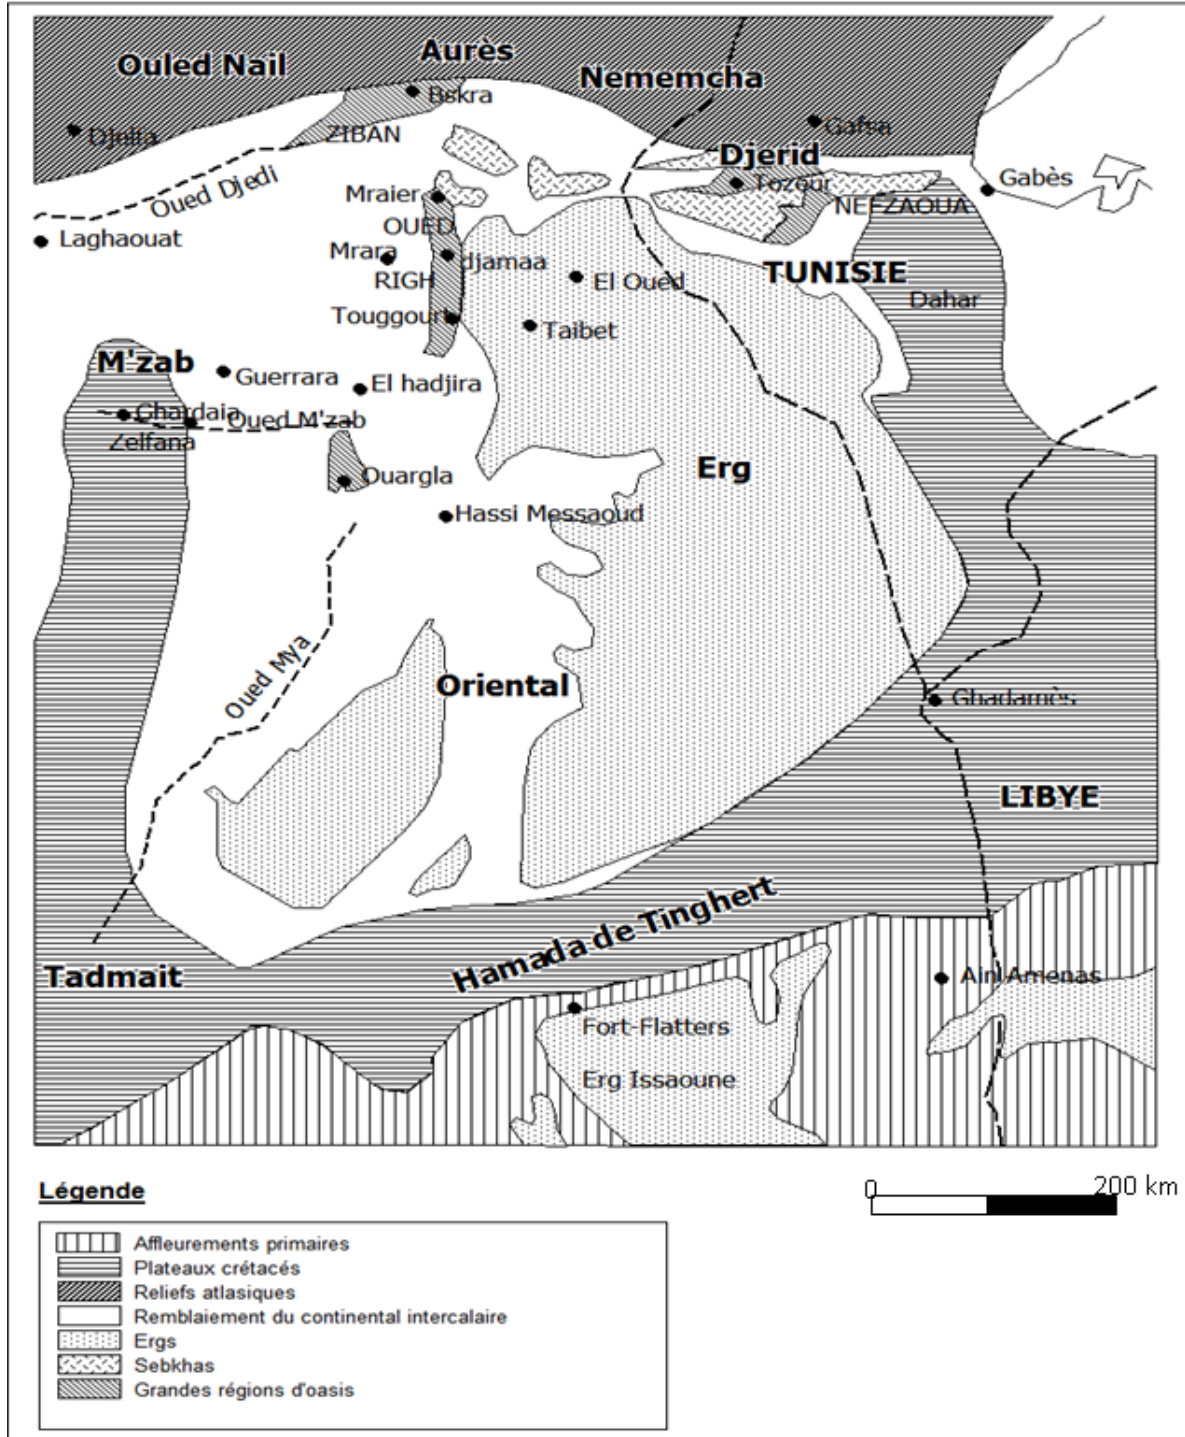 Aurès
Ouled Nail
Nememcha
Bskra
Djelfa
ZIBAN
Gafsa
Djerid
Oued Djedi
Mraier
Tozour
Gabès
NEFZAOUA
OUED
Laghaouat
Mrara
djamaa
RIGH
El Oued
TUNISIE
Dahar
Touggourt
Taibet
M'zab
Guerrara
El hadjira
Ghardaia
Oued M'zab
Zelfana
Erg
Ouargla
Hassi Messaoud
Oued Mya
Oriental
Ghadamès
LIBYE
Hamada de Tinghert
Tadmait
Ain Amenas
Fort-Flatters
Erg Issaoune
Légende
0 200 km
Affleurements primaires
Plateaux crétacés
Reliefs atlasiques
Remblaiement du continental intercalaire
Ergs
Sebkhas
Grandes régions d'oasis